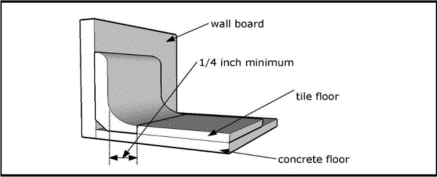 wall board
1/4 inch minimum
tile floor
concrete floor